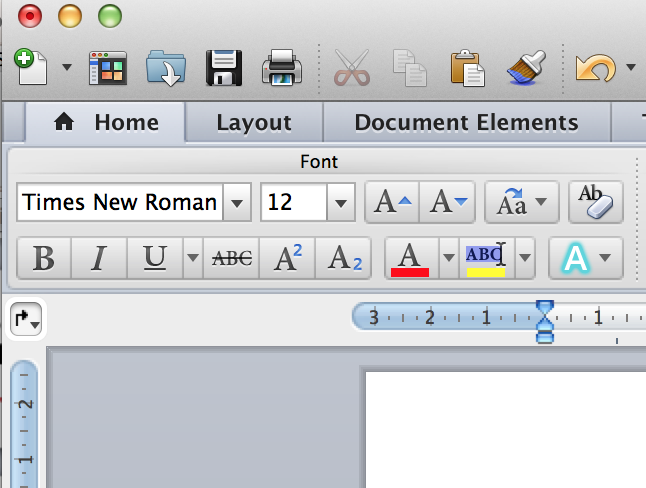 Home Layout Document Elements
Font
Times New Roman 12 A A Aa Ab
B I U ABC A2 A2 A ABC A
3 2 1 1
2
1